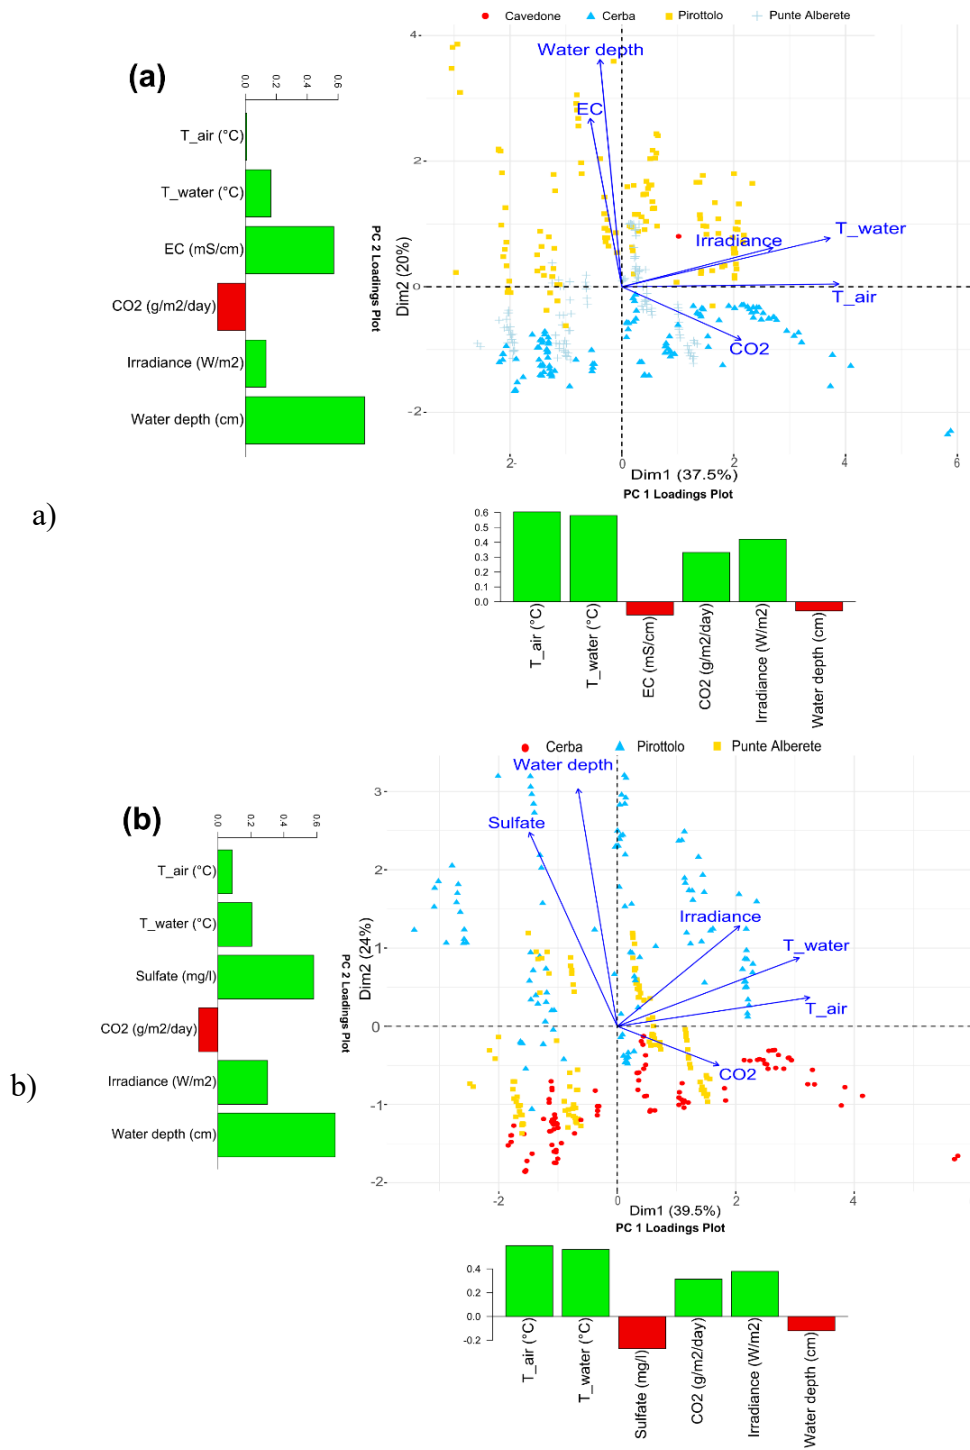 Cavedone Cerba Pirottolo Punte Alberete
(a)
0.0 0.2 0.4 0.6
T_air (°C)
T_water (°C)
EC (mS/cm)
CO2 (g/m2/day)
Irradiance (W/m2)
Water depth (cm)
PC 2 Loadings Plot
Dim2 (20%)
4
2
0
-2
Water depth
EC
Irradiance
T_water
T_air
CO2
2- 0 2 4 6
Dim1 (37.5%)
PC 1 Loadings Plot
a)
0.6
0.5
0.4
0.3
0.2
0.1
0.0
T_air (°C)
T_water (°C)
EC (mS/cm)
CO2 (g/m2/day)
Irradiance (W/m2)
Water depth (cm)
Cerba Pirottolo Punte Alberete
(b)
0.0 0.2 0.4 0.6
T_air (°C)
T_water (°C)
Sulfate (mg/l)
CO2 (g/m2/day)
Irradiance (W/m2)
Water depth (cm)
PC 2 Loadings Plot
Dim2 (24%)
3
2
1
0
-1
-2
Water depth
Sulfate
Irradiance
T_water
T_air
CO2
-2 0 2 4
Dim1 (39.5%)
PC 1 Loadings Plot
b)
0.4
0.2
0.0
-0.2
T_air (°C)
T_water (°C)
Sulfate (mg/l)
CO2 (g/m2/day)
Irradiance (W/m2)
Water depth (cm)